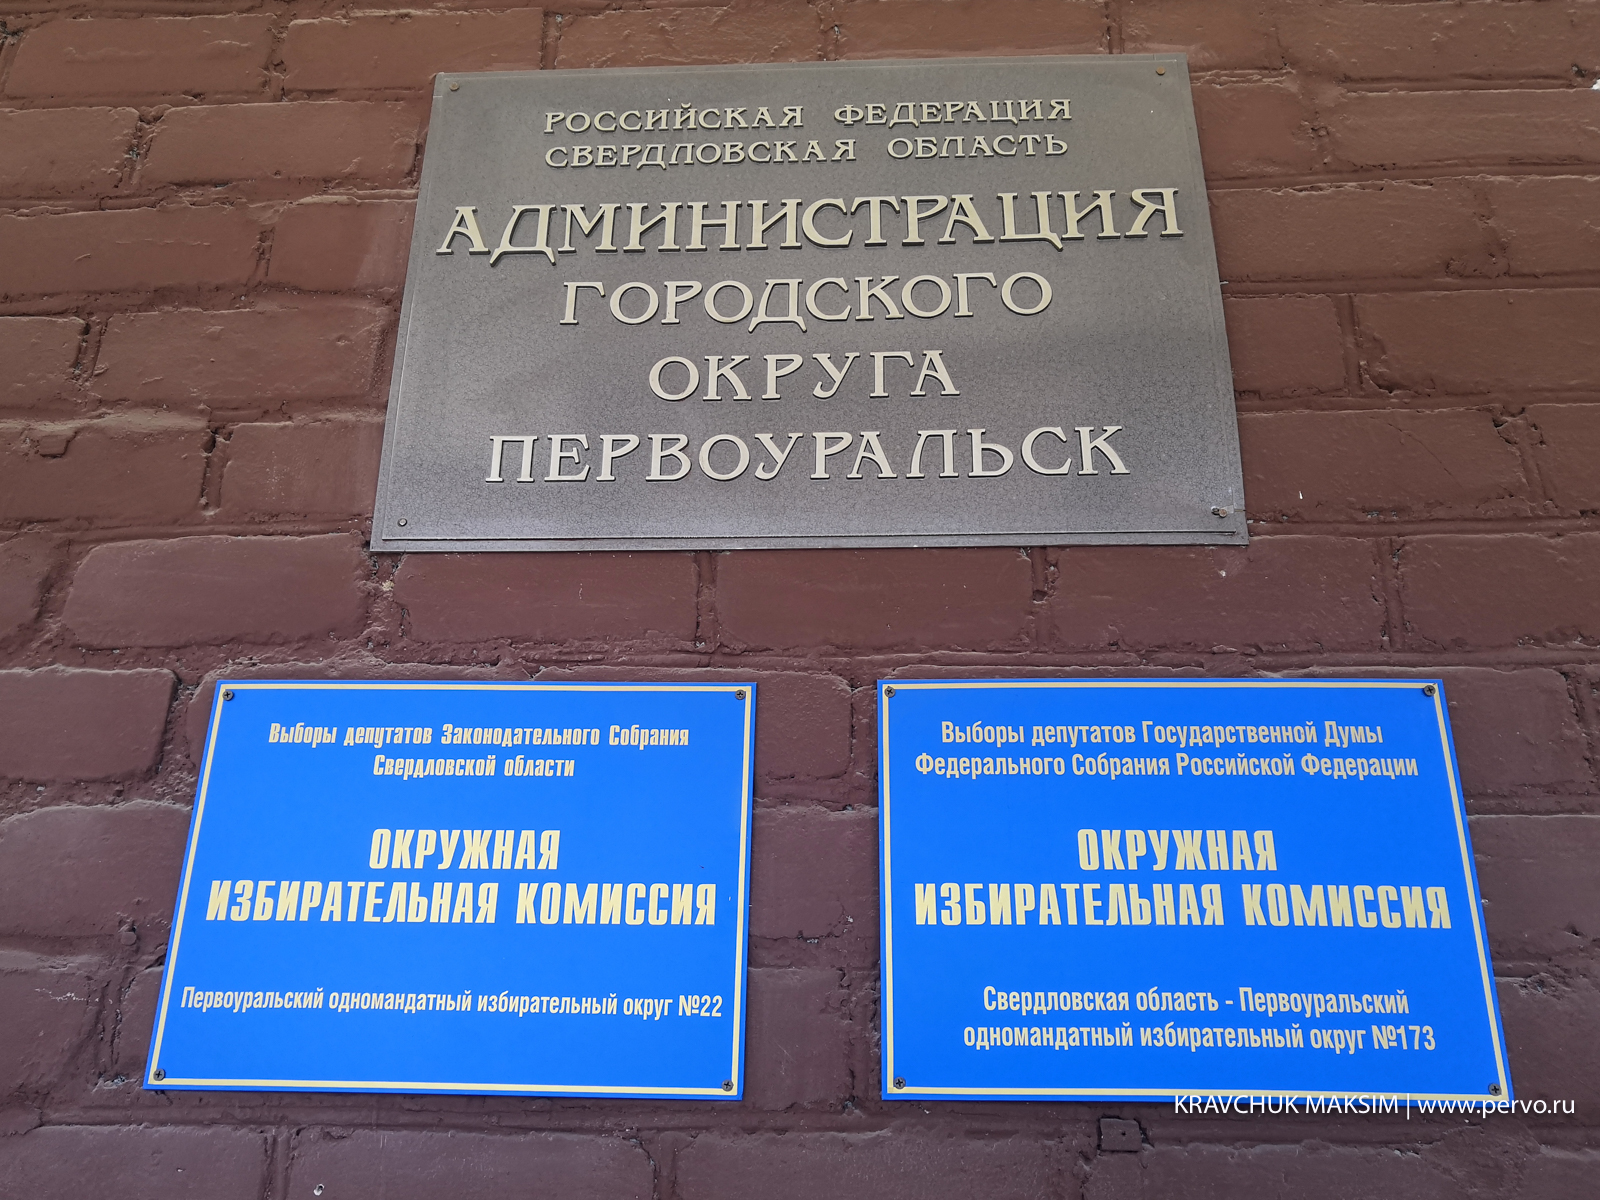 РОССИЙСКАЯ ФЕДЕРАЦИЯ
СВЕРДЛОВСКАЯ ОБЛАСТЬ
АДМИНИСТРАЦИЯ
ГОРОДСКОГО
ОКРУГА
ПЕРВОУРАЛЬСК
Выборы депутатов Законодательного Собрания
Свердловской области
ОКРУЖНАЯ
ИЗБИРАТЕЛЬНАЯ КОМИССИЯ
Первоуральский одномандатный избирательный округ №22
Выборы депутатов Государственной Думы
Федерального Собрания Российской Федерации
ОКРУЖНАЯ
ИЗБИРАТЕЛЬНАЯ КОМИССИЯ
Свердловская область - Первоуральский
одномандатный избирательный округ №173
KRAVCHUK MAKSIM | www.pervo.ru